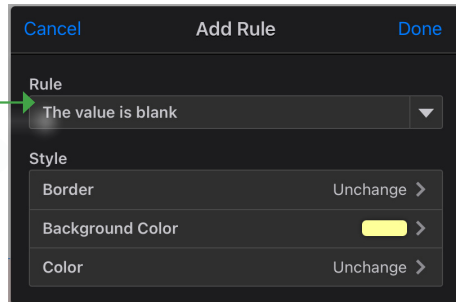 Cancel Add Rule Done
Rule
The value is blank
Style
Border Unchange
Background Color
Color Unchange